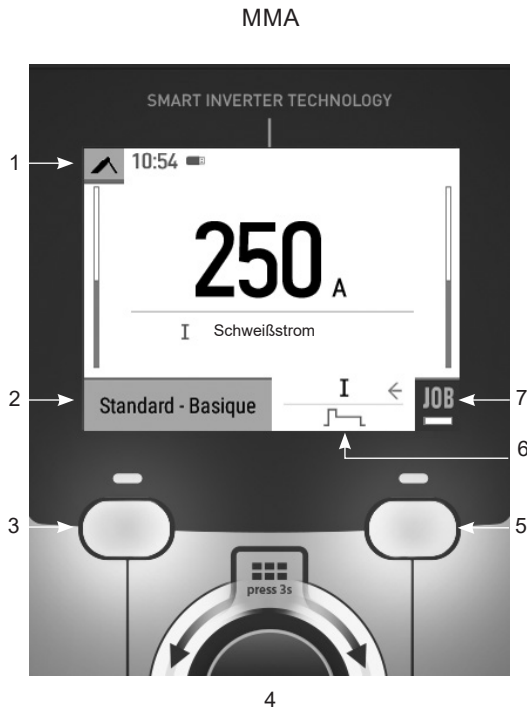 MMA
SMART INVERTER TECHNOLOGY
1
10:54
250 A
I Schweißstrom
2
Standard - Basique
I
JOB
7
6
3
5
press 3s
4